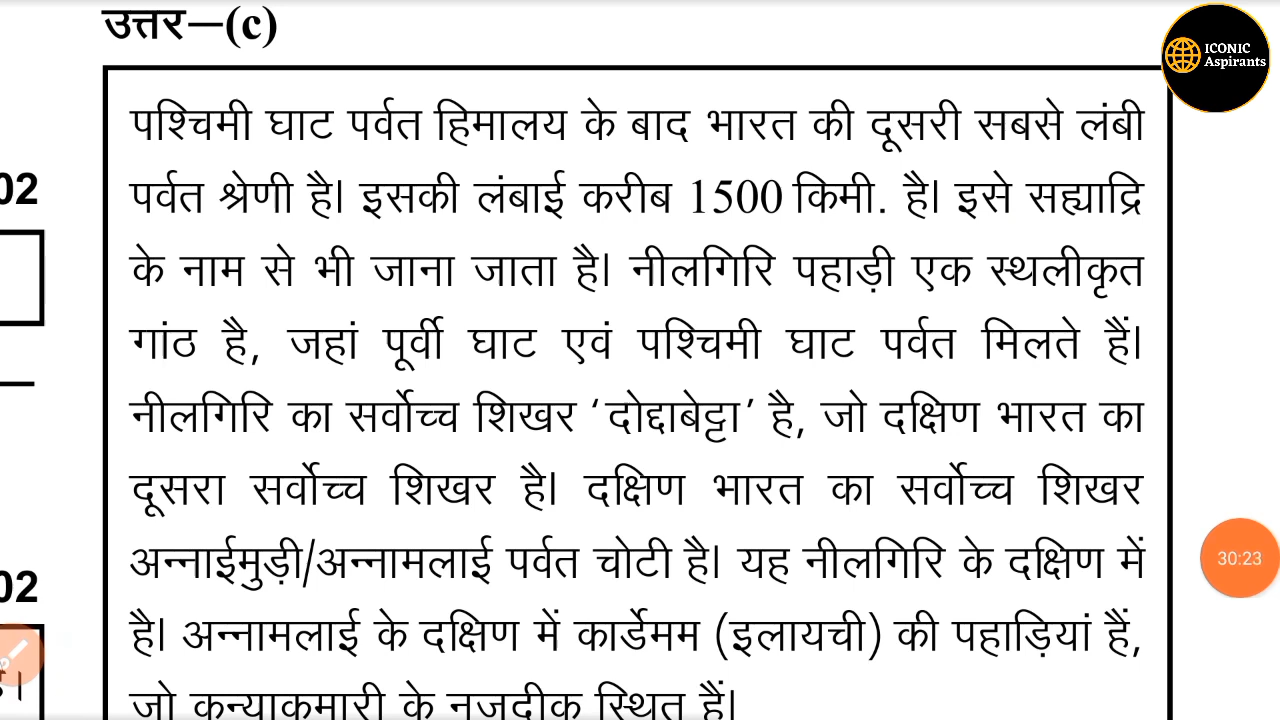 उत्तर–(c)
ICONIC
Aspirants
पश्चिमी घाट पर्वत हिमालय के बाद भारत की दूसरी सबसे लंबी
02
पर्वत श्रेणी है। इसकी लंबाई करीब 1500 किमी. है। इसे सह्याद्रि
के नाम से भी जाना जाता है। नीलगिरि पहाड़ी एक स्थलीकृत
गांठ है, जहां पूर्वी घाट एवं पश्चिमी घाट पर्वत मिलते हैं।
नीलगिरि का सर्वोच्च शिखर ‘दोद्दाबेट्टा’ है, जो दक्षिण भारत का
दूसरा सर्वोच्च शिखर है। दक्षिण भारत का सर्वोच्च शिखर
अन्नाईमुड़ी/अन्नामलाई पर्वत चोटी है। यह नीलगिरि के दक्षिण में
30:23
02
है। अन्नामलाई के दक्षिण में कार्डेमम (इलायची) की पहाड़ियां हैं,
जो कन्याकुमारी के नजदीक स्थित हैं।